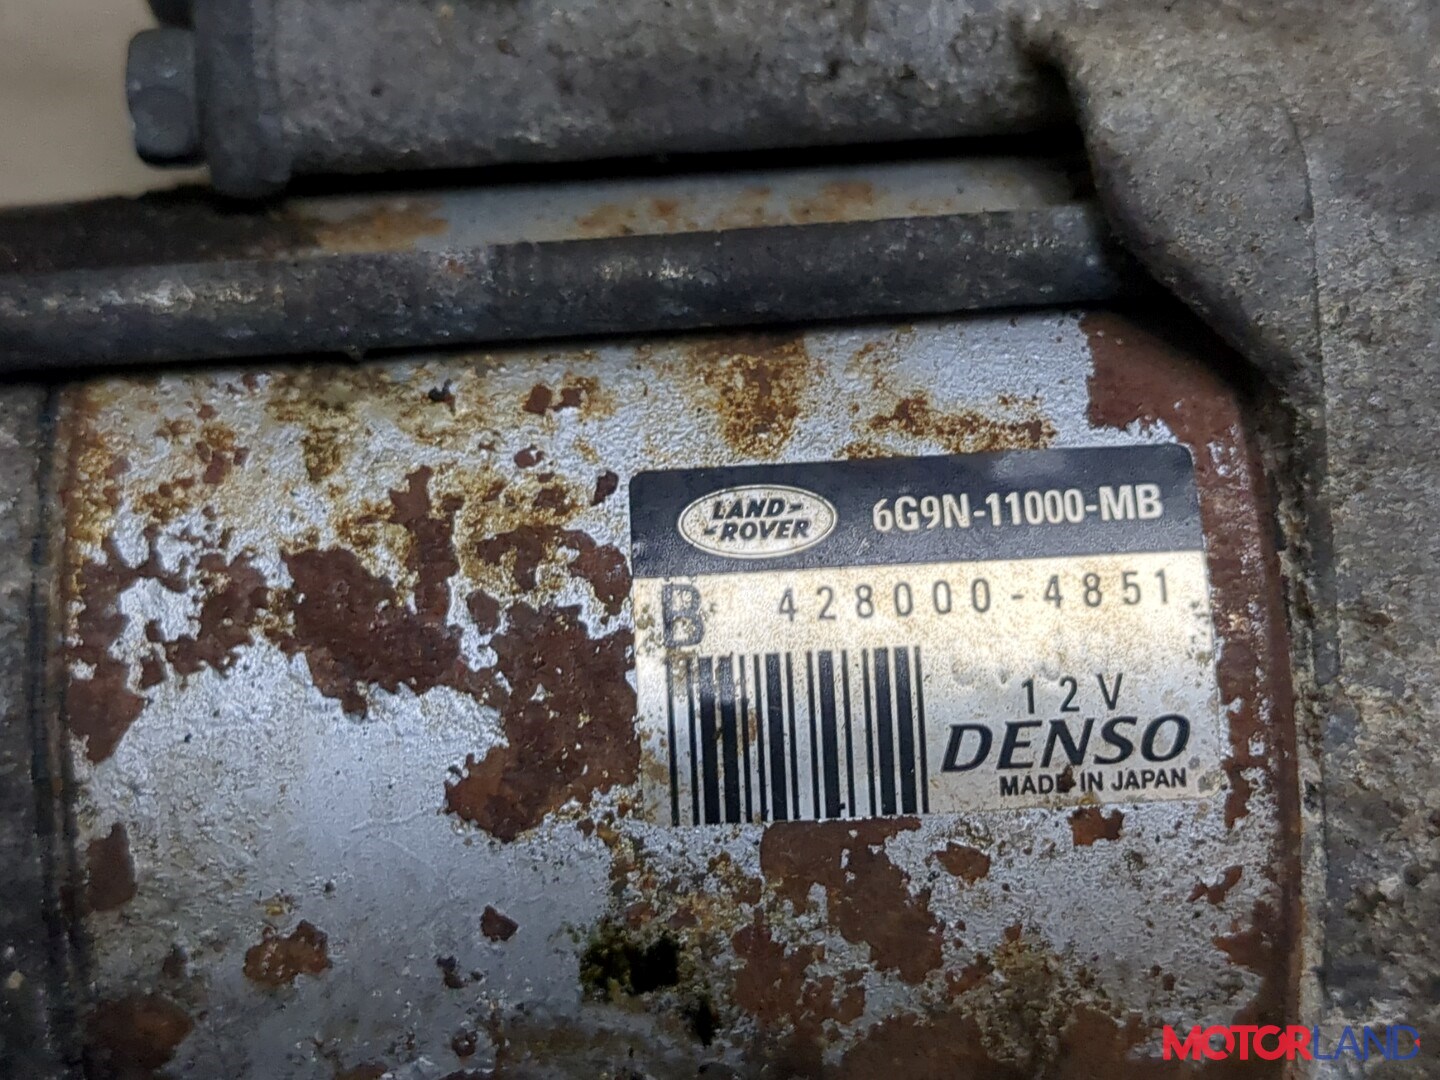 LAND-
-ROVER
6G9N-11000-MB
B
428000-4851
12V
DENSO
MADE IN JAPAN
MOTORLAND